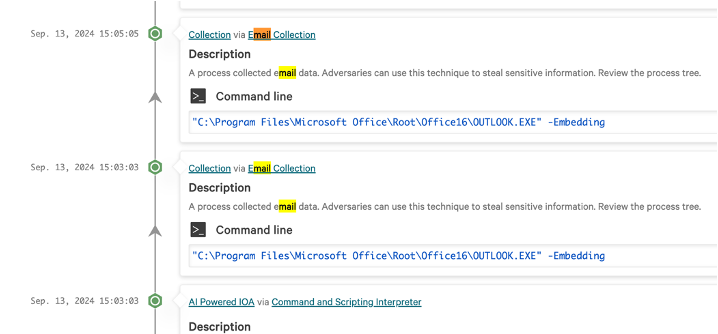 Sep. 13, 2024 15:05:05
Collection via Email Collection
Description
A process collected email data. Adversaries can use this technique to steal sensitive information. Review the process tree.
>_ Command line
"C:\Program Files\Microsoft Office\Root\Office16\OUTLOOK.EXE" -Embedding
Sep. 13, 2024 15:03:03
Collection via Email Collection
Description
A process collected email data. Adversaries can use this technique to steal sensitive information. Review the process tree.
>_ Command line
"C:\Program Files\Microsoft Office\Root\Office16\OUTLOOK.EXE" -Embedding
Sep. 13, 2024 15:03:03
AI Powered IOA via Command and Scripting Interpreter
Description